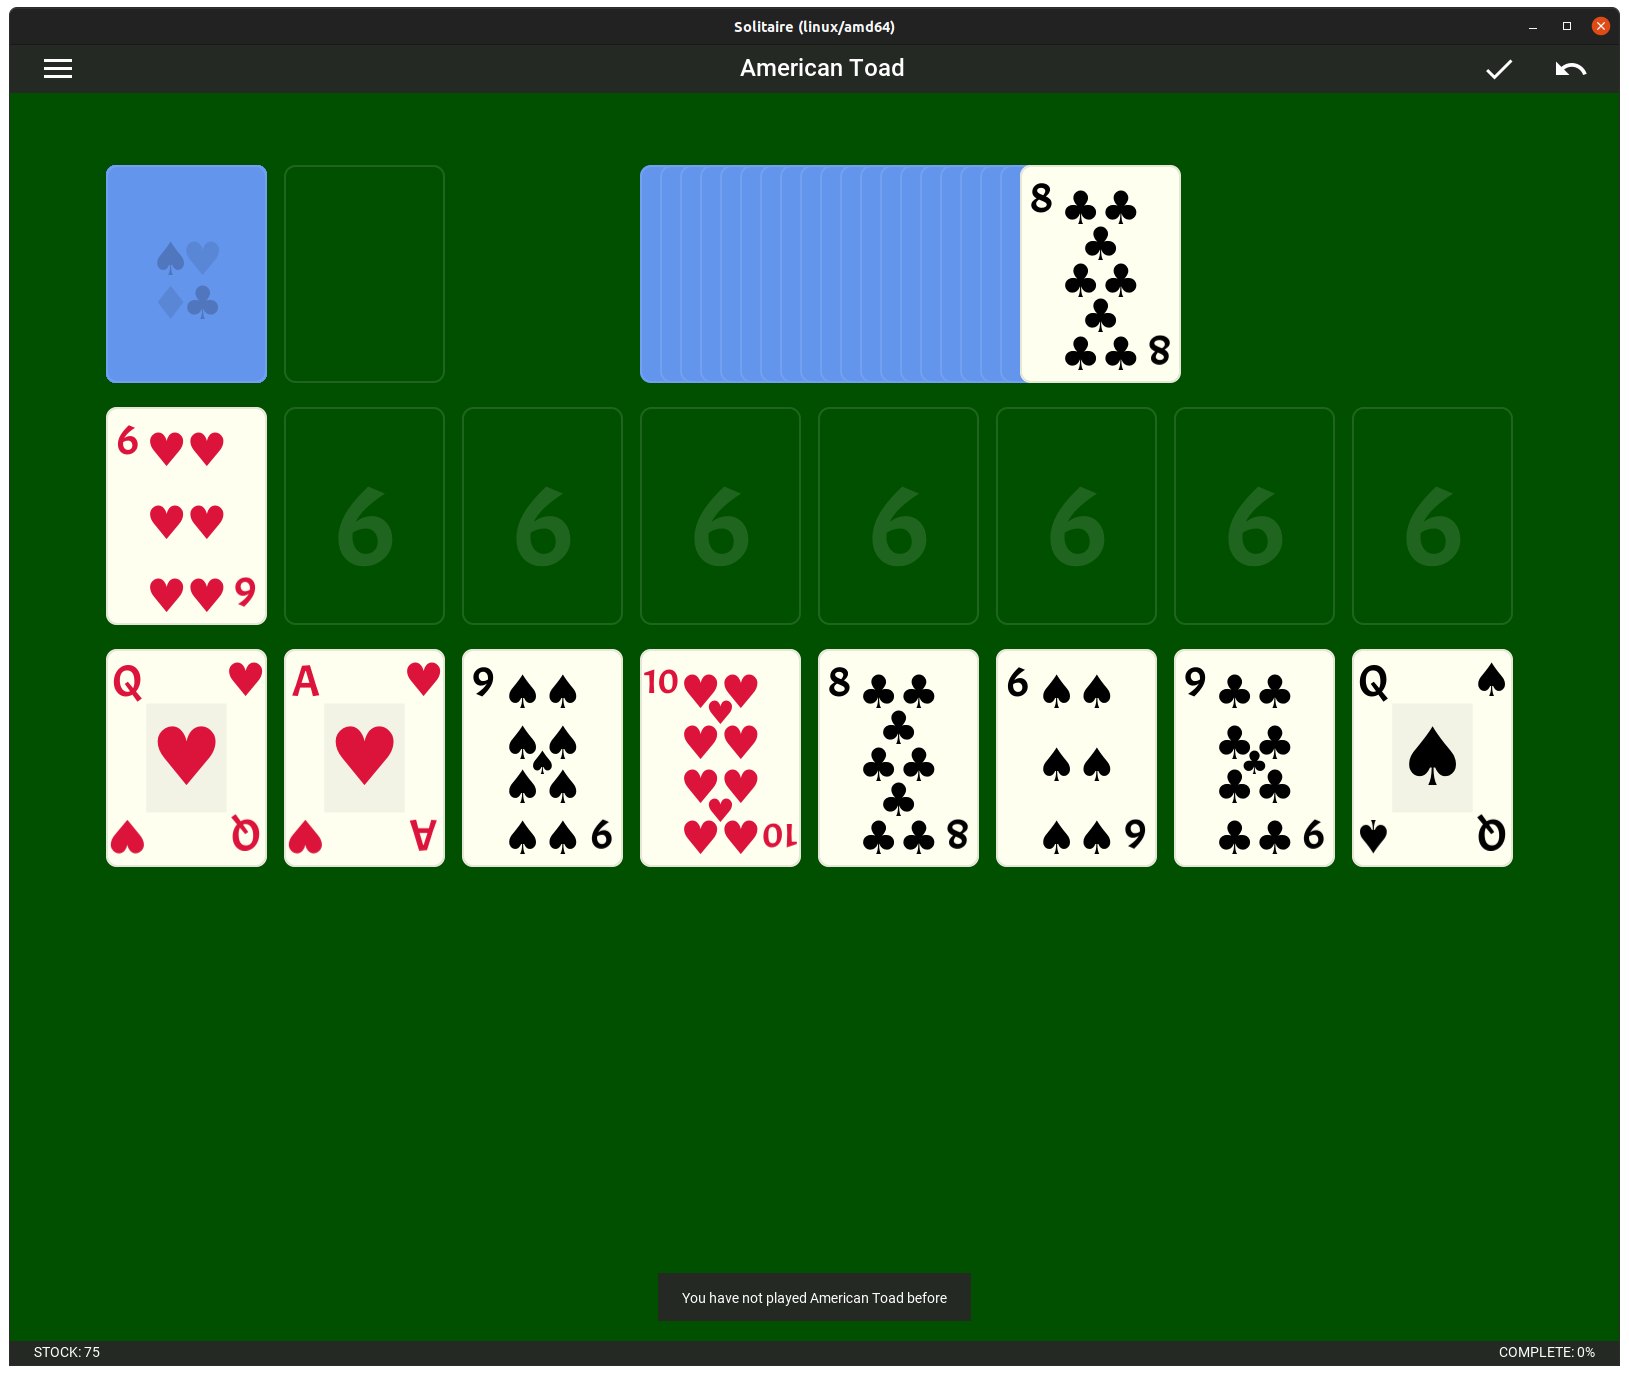 Solitaire (linux/amd64)
American Toad
8
8
6 6 6 6 6 6 6 6
6
Q A 9 10 8 6 9 Q
Q A 9 10 8 6 9 Q
You have not played American Toad before
STOCK: 75 COMPLETE: 0%